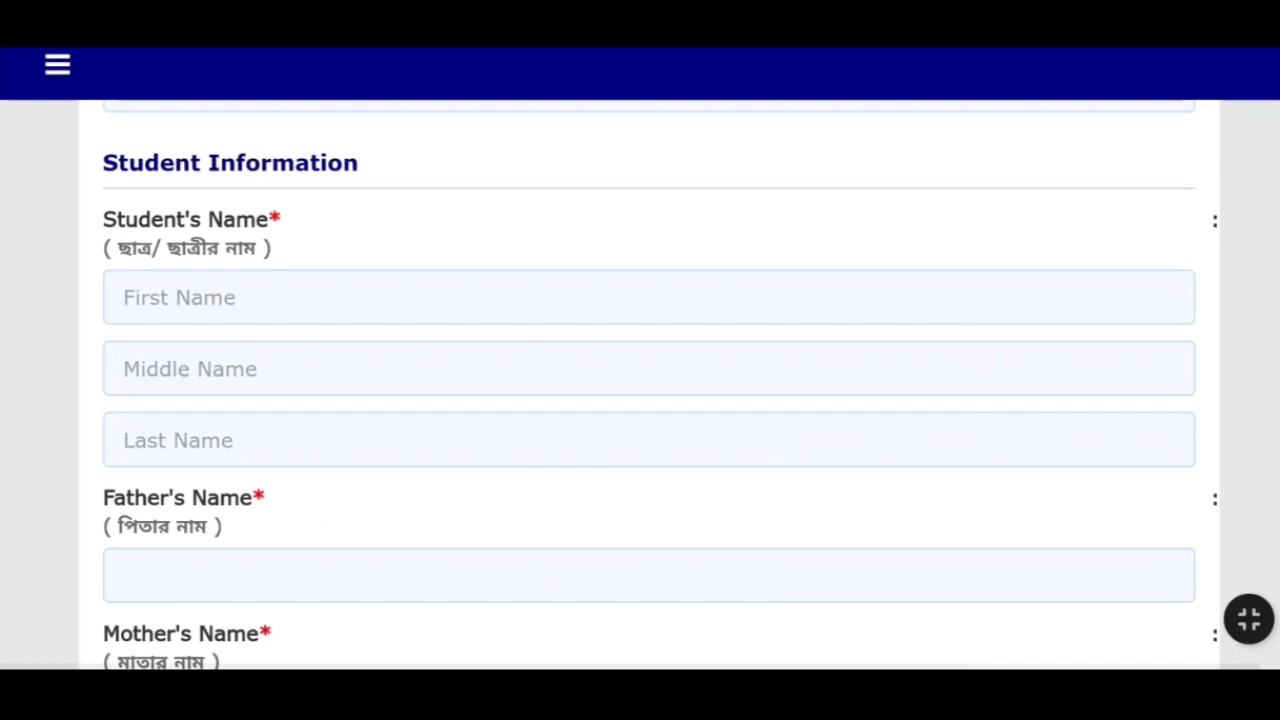 Student Information
Student's Name* :
( ছাত্র/ ছাত্রীর নাম )
First Name
Middle Name
Last Name
Father's Name* :
( পিতার নাম )
Mother's Name* :
( মাতার নাম )